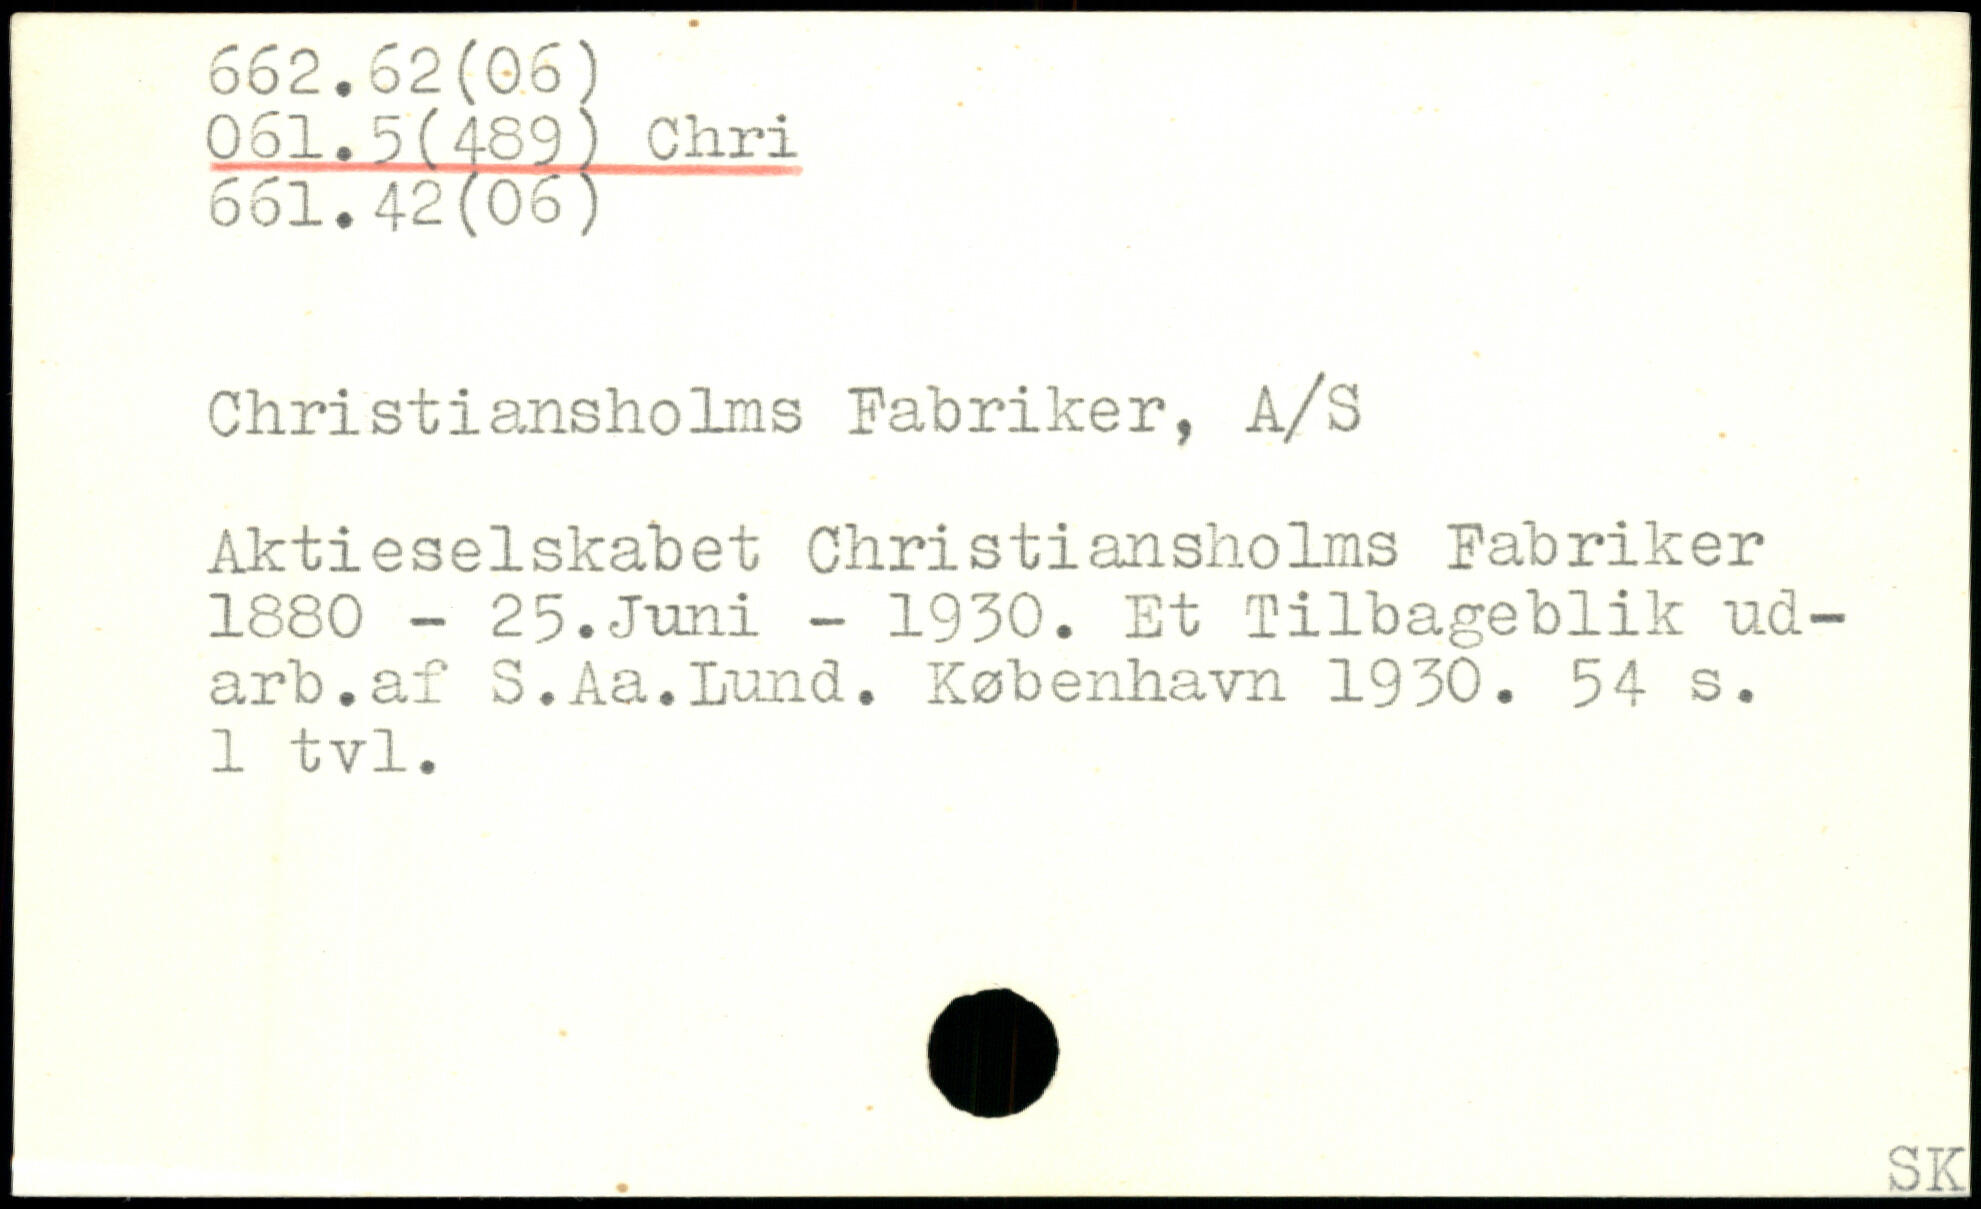 662.62(06)
061.5(489) Chri
661.42(06)
Christiansholms Fabriker, A/S
Aktieselskabet Christiansholms Fabriker
1880 - 25.Juni - 1930. Et Tilbageblik ud-
arb.af S.Aa.Lund. København 1930. 54 s.
1 tvl.
SK